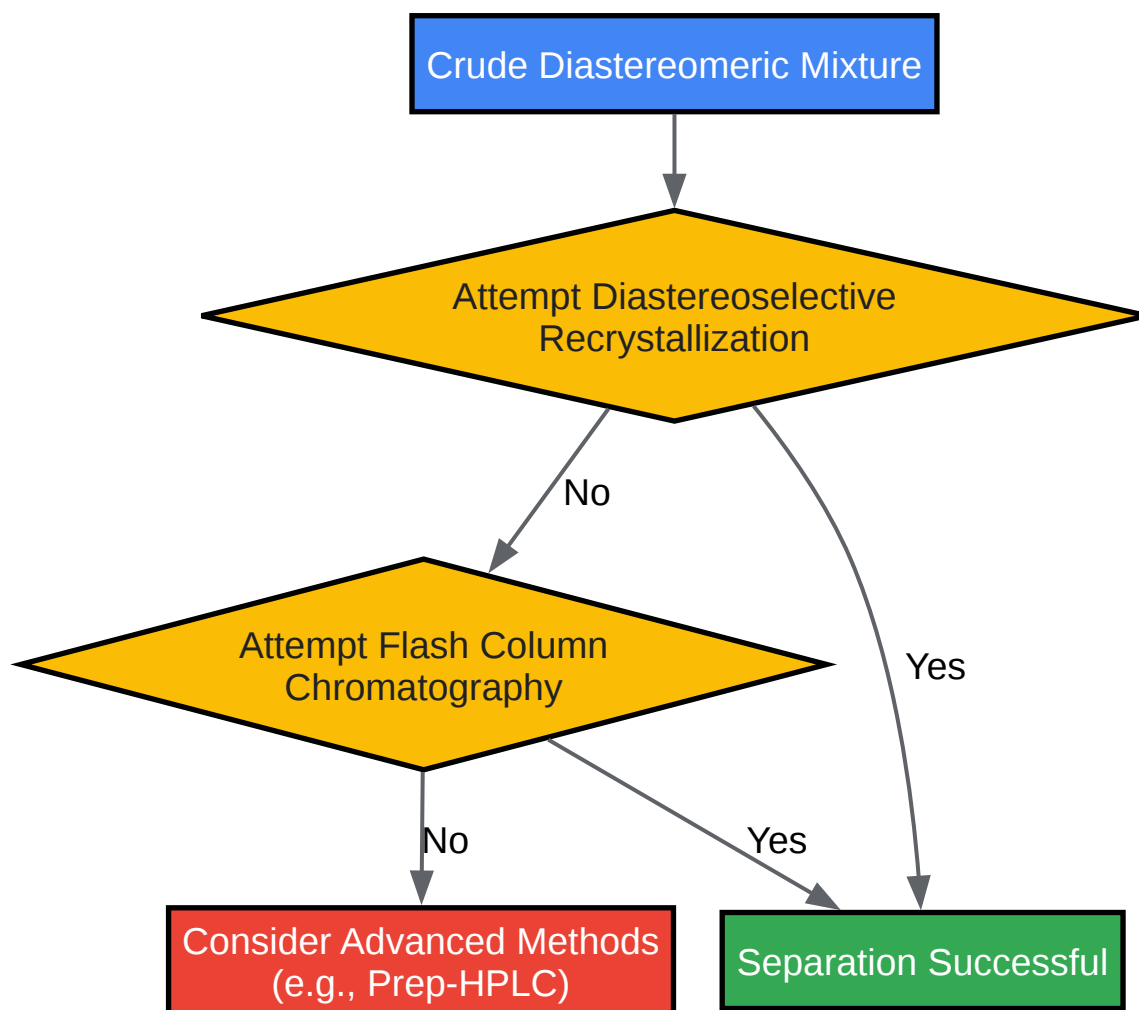 Crude Diastereomeric Mixture
Attempt Diastereoselective
Recrystallization
No
Attempt Flash Column
Chromatography
Yes
No
Yes
Consider Advanced Methods
(e.g., Prep-HPLC)
Separation Successful